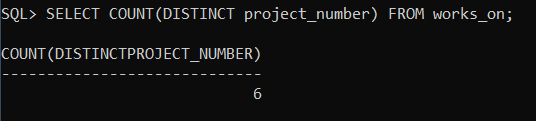 SQL> SELECT COUNT(DISTINCT project_number) FROM works_on;
COUNT(DISTINCTPROJECT_NUMBER)
-----------------------------
6